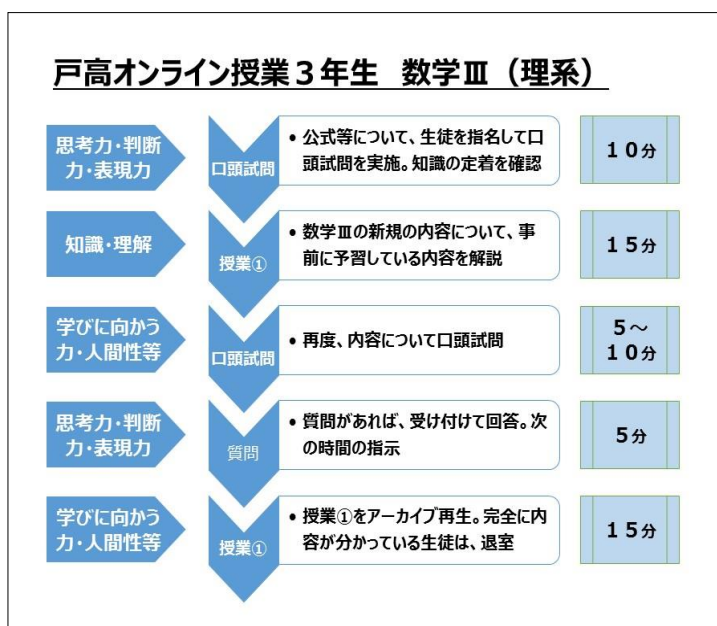 戸高オンライン授業3年生 数学Ⅲ(理系)
思考力・判断
力・表現力
口頭試問
• 公式等について、生徒を指名して口
頭試問を実施。知識の定着を確認
10分
知識・理解
授業①
• 数学Ⅲの新規の内容について、事
前に予習している内容を解説
15分
学びに向かう
力・人間性等
口頭試問
• 再度、内容について口頭試問
5~
10分
思考力・判断
力・表現力
質問
• 質問があれば、受け付けて回答。次
の時間の指示
5分
学びに向かう
力・人間性等
授業①
• 授業①をアーカイブ再生。完全に内
容が分かっている生徒は、退室
15分